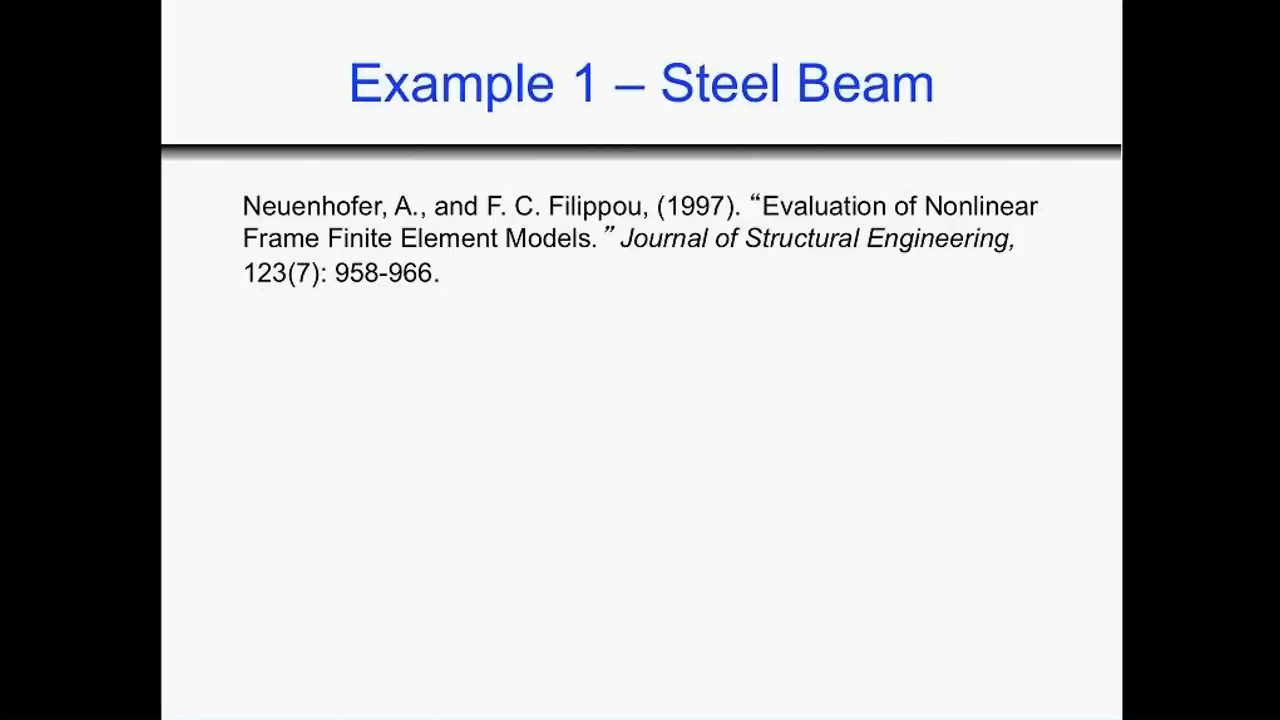 Example 1 – Steel Beam
Neuenhofer, A., and F. C. Filippou, (1997). “Evaluation of Nonlinear
Frame Finite Element Models.” Journal of Structural Engineering,
123(7): 958-966.